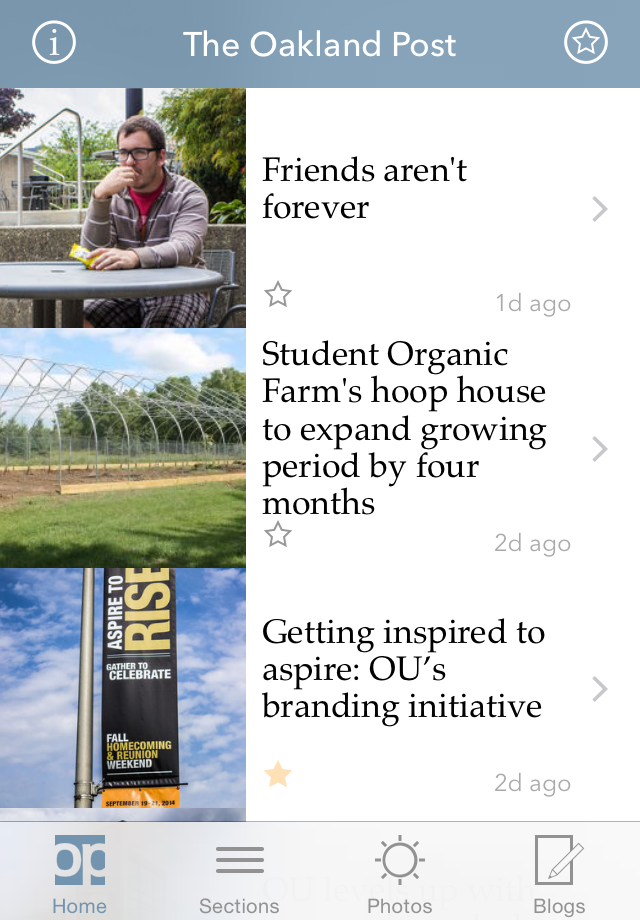 The Oakland Post
Friends aren't
forever
1d ago
Student Organic
Farm's hoop house
to expand growing
period by four
months
2d ago
ASPIRE TO
RISE
GATHER TO
CELEBRATE
FALL
HOMECOMING
& REUNION
WEEKEND
SEPTEMBER 19-21, 2014
Getting inspired to
aspire: OU’s
branding initiative
2d ago
OU levels up with
op
Home
Sections
Photos
Blogs